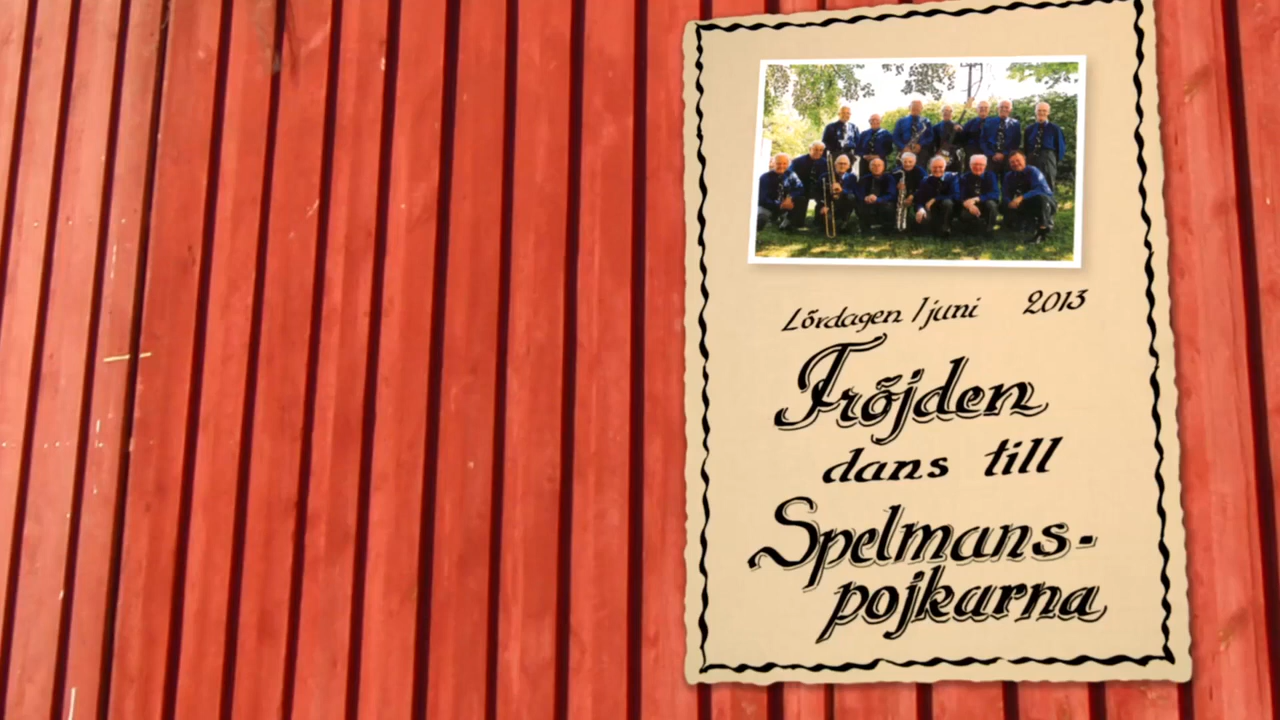 Lördagen 1 juni 2013
Fröjden
dans till
Spelmans-
pojkarna